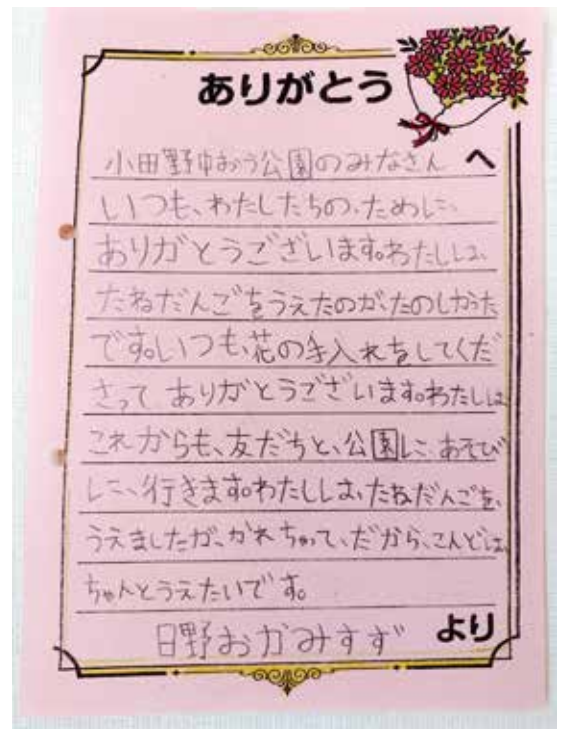 ありがとう
小田野中おう公園のみなさん へ
いつも、わたしたちの、ために、
ありがとうございます。わたしは、
たねだんごをうえたのが、たのしかった
です。いつも、花の手入れをしてくだ
さって ありがとうございます。わたしは
これからも、友だちと、公園に、あそび
に、行きます。わたしは、たねだんごを、
うえましたが、かれちゃって、だから、こんどは、
ちゃんとうえたいです。
日野おかみすず より